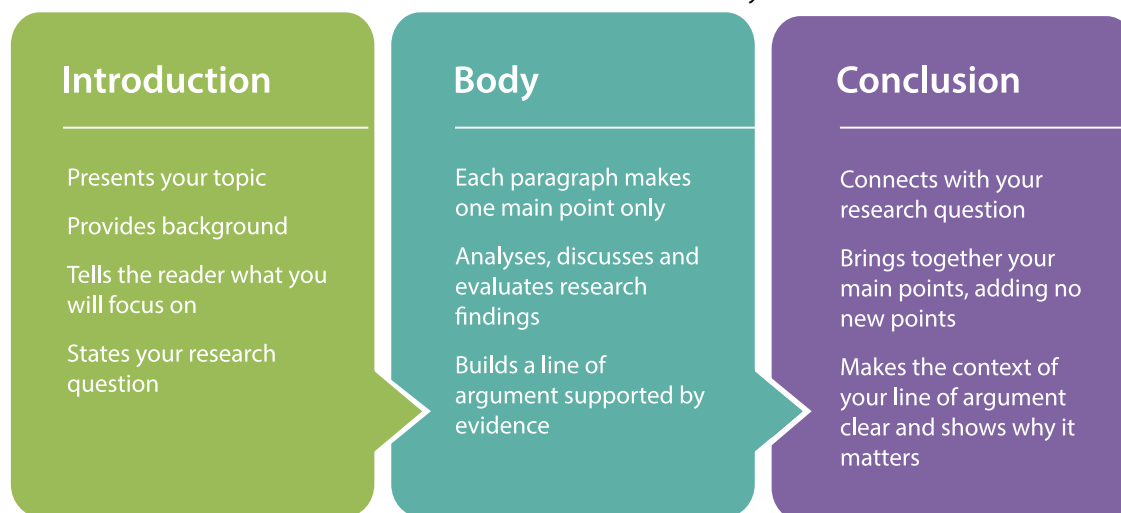 Introduction
Presents your topic
Provides background
Tells the reader what you
will focus on
States your research
question
Body
Each paragraph makes
one main point only
Analyses, discusses and
evaluates research
findings
Builds a line of
argument supported by
evidence
Conclusion
Connects with your
research question
Brings together your
main points, adding no
new points
Makes the context of
your line of argument
clear and shows why it
matters